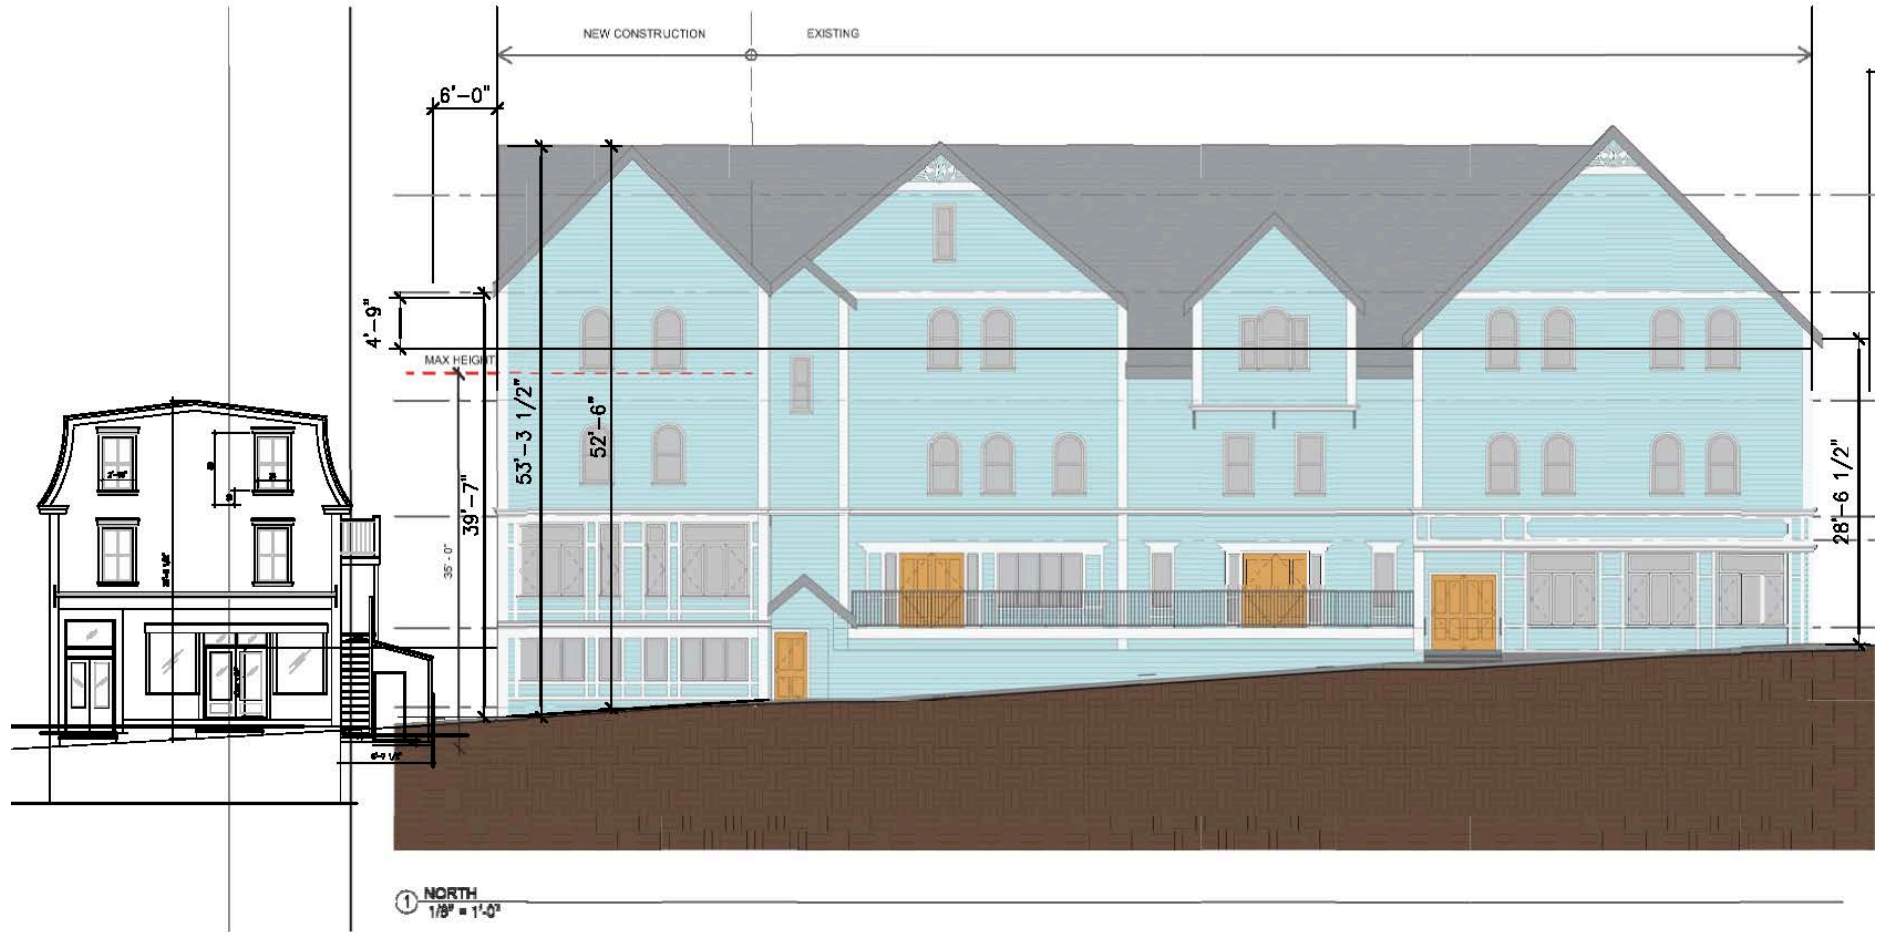 NEW CONSTRUCTION
EXISTING
6'-0"
4'-9"
MAX HEIGHT
53'-3 1/2"
52'-6"
39'-7"
35' - 0"
28'-6 1/2"
1
NORTH
1/8" = 1'-0"